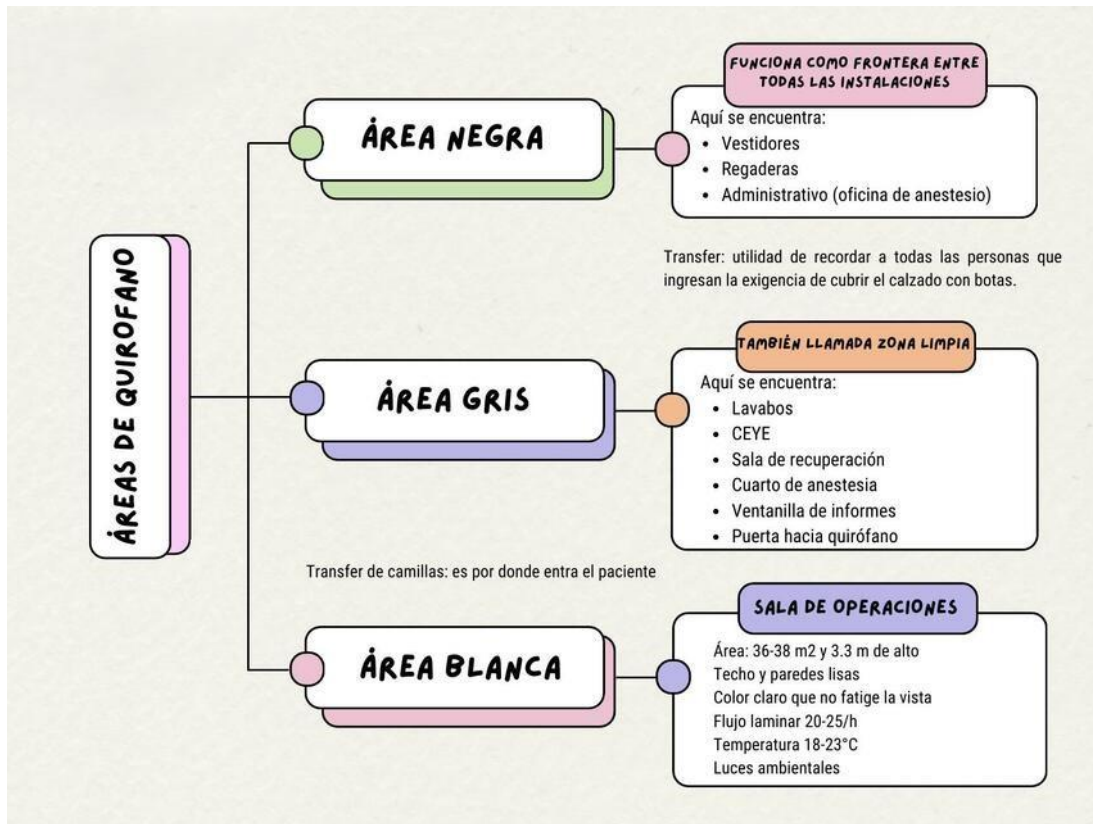 ÁREAS DE QUIROFANO
ÁREA NEGRA
FUNCIONA COMO FRONTERA ENTRE
TODAS LAS INSTALACIONES
Aquí se encuentra:
• Vestidores
• Regaderas
• Administrativo (oficina de anestesio)
Transfer: utilidad de recordar a todas las personas que
ingresan la exigencia de cubrir el calzado con botas.
ÁREA GRIS
TAMBIÉN LLAMADA ZONA LIMPIA
Aquí se encuentra:
• Lavabos
• CEYE
• Sala de recuperación
• Cuarto de anestesia
• Ventanilla de informes
• Puerta hacia quirófano
Transfer de camillas: es por donde entra el paciente
ÁREA BLANCA
SALA DE OPERACIONES
Área: 36-38 m2 y 3.3 m de alto
Techo y paredes lisas
Color claro que no fatige la vista
Flujo laminar 20-25/h
Temperatura 18-23°C
Luces ambientales